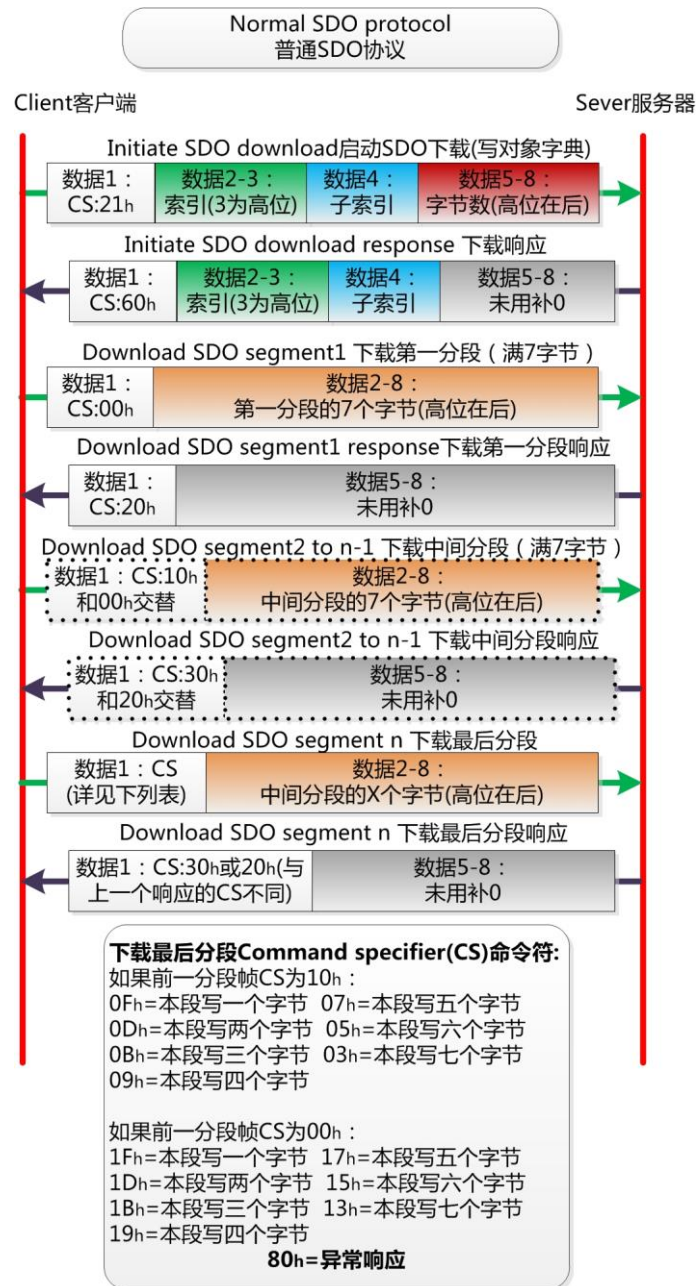 Normal SDO protocol
普通SDO协议
Client客户端
Sever服务器
Initiate SDO download启动SDO下载(写对象字典)
数据1：
CS:21h
数据2-3：
索引(3为高位)
数据4：
子索引
数据5-8：
字节数(高位在后)
Initiate SDO download response 下载响应
数据1：
CS:60h
数据2-3：
索引(3为高位)
数据4：
子索引
数据5-8：
未用补0
Download SDO segment1 下载第一分段（满7字节）
数据1：
CS:00h
数据2-8：
第一分段的7个字节(高位在后)
Download SDO segment1 response下载第一分段响应
数据1：
CS:20h
数据5-8：
未用补0
Download SDO segment2 to n-1 下载中间分段（满7字节）
数据1：CS:10h
和00h交替
数据2-8：
中间分段的7个字节(高位在后)
Download SDO segment2 to n-1 下载中间分段响应
数据1：CS:30h
和20h交替
数据5-8：
未用补0
Download SDO segment n 下载最后分段
数据1：CS
(详见下列表)
数据2-8：
中间分段的X个字节(高位在后)
Download SDO segment n 下载最后分段响应
数据1：CS:30h或20h(与
上一个响应的CS不同)
数据5-8：
未用补0
下载最后分段Command specifier(CS)命令符:
如果前一分段帧CS为10h：
0Fh=本段写一个字节 07h=本段写五个字节
0Dh=本段写两个字节 05h=本段写六个字节
0Bh=本段写三个字节 03h=本段写七个字节
09h=本段写四个字节
如果前一分段帧CS为00h：
1Fh=本段写一个字节 17h=本段写五个字节
1Dh=本段写两个字节 15h=本段写六个字节
1Bh=本段写三个字节 13h=本段写七个字节
19h=本段写四个字节
80h=异常响应